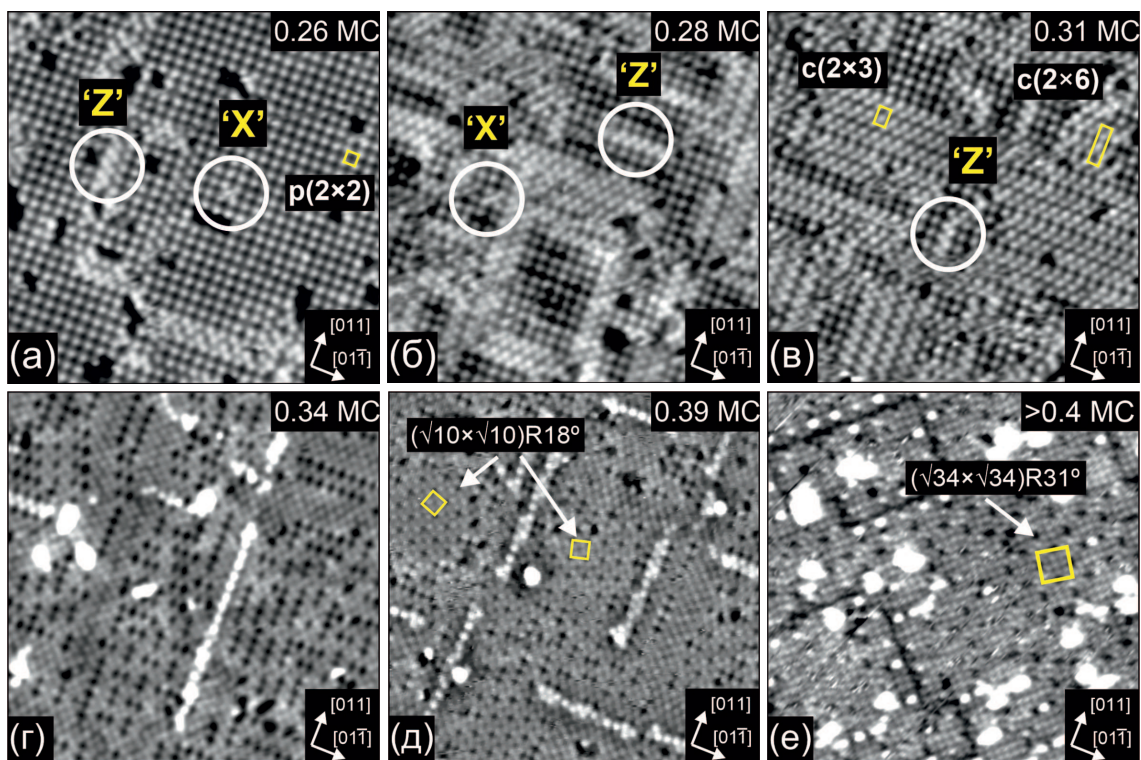 0.26 МС
‘Z’
‘X’
p(2×2)
[011]
[011̅]
(а)
0.28 МС
‘Z’
‘X’
[011]
[011̅]
(б)
0.31 МС
c(2×3)
c(2×6)
‘Z’
[011]
[011̅]
(в)
0.34 МС
[011]
[011̅]
(г)
0.39 МС
(√10×√10)R18º
[011]
[011̅]
(д)
>0.4 МС
(√34×√34)R31º
[011]
[011̅]
(е)